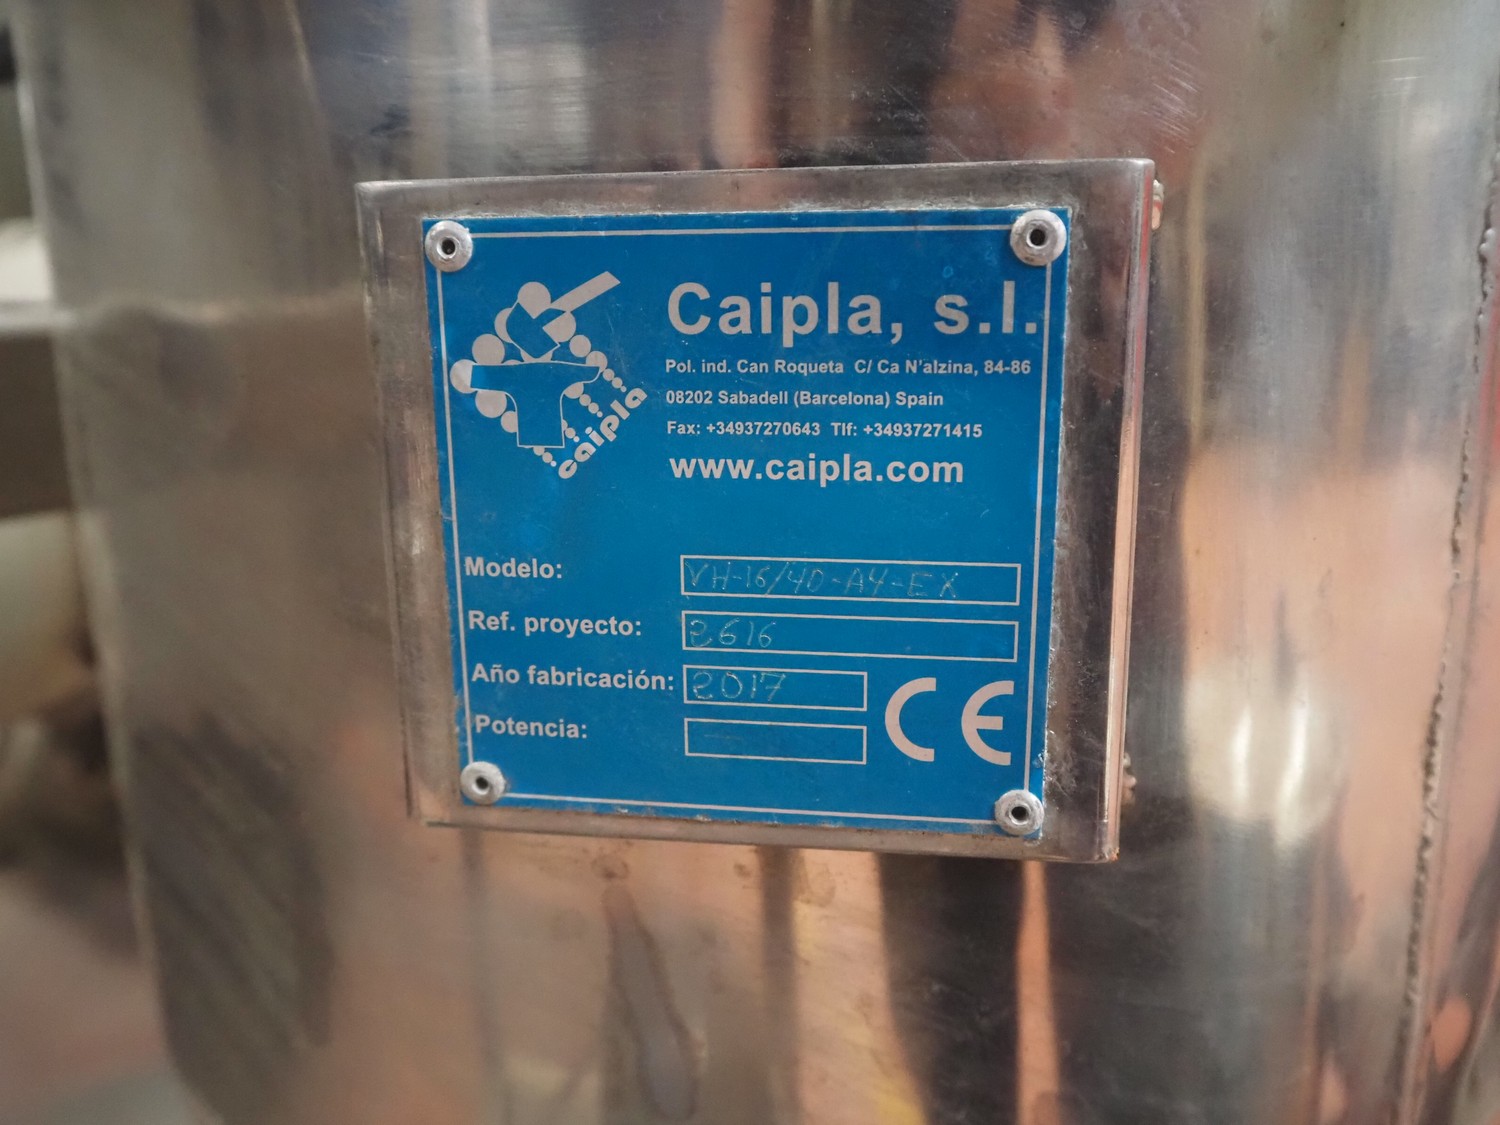 caipla
Caipla, s.l.
Pol. ind. Can Roqueta C/ Ca N'alzina, 84-86
08202 Sabadell (Barcelona) Spain
Fax: +34937270643 Tlf: +34937271415
www.caipla.com
Modelo: VH-16/40-A4-EX
Ref. proyecto: 2616
Año fabricación: 2017
Potencia:
CE